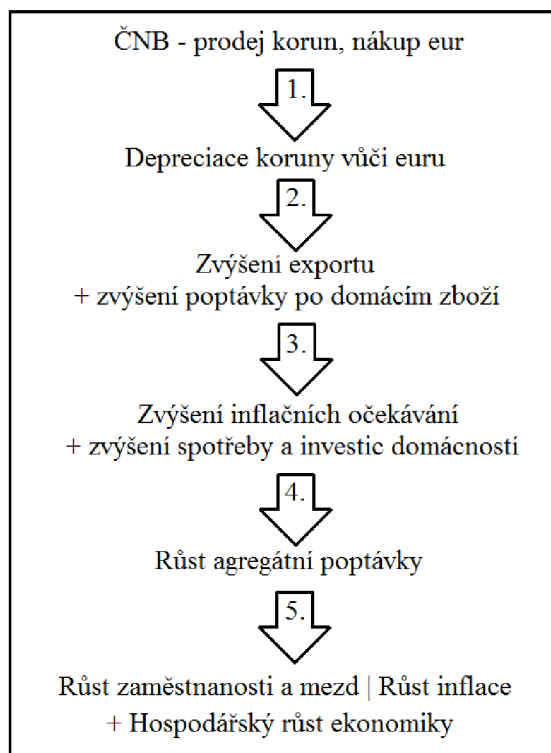 ČNB - prodej korun, nákup eur
1.
Depreciace koruny vůči euru
2.
Zvýšení exportu
+ zvýšení poptávky po domácím zboží
3.
Zvýšení inflačních očekávání
+ zvýšení spotřeby a investic domácností
4.
Růst agregátní poptávky
5.
Růst zaměstnanosti a mezd | Růst inflace
+ Hospodářský růst ekonomiky